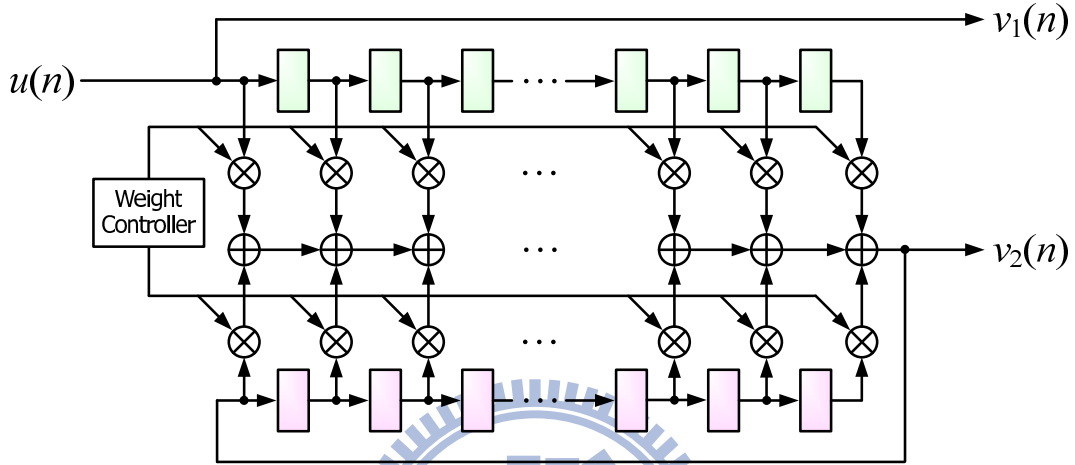 v₁(n)
u(n)
Weight
Controller
v₂(n)